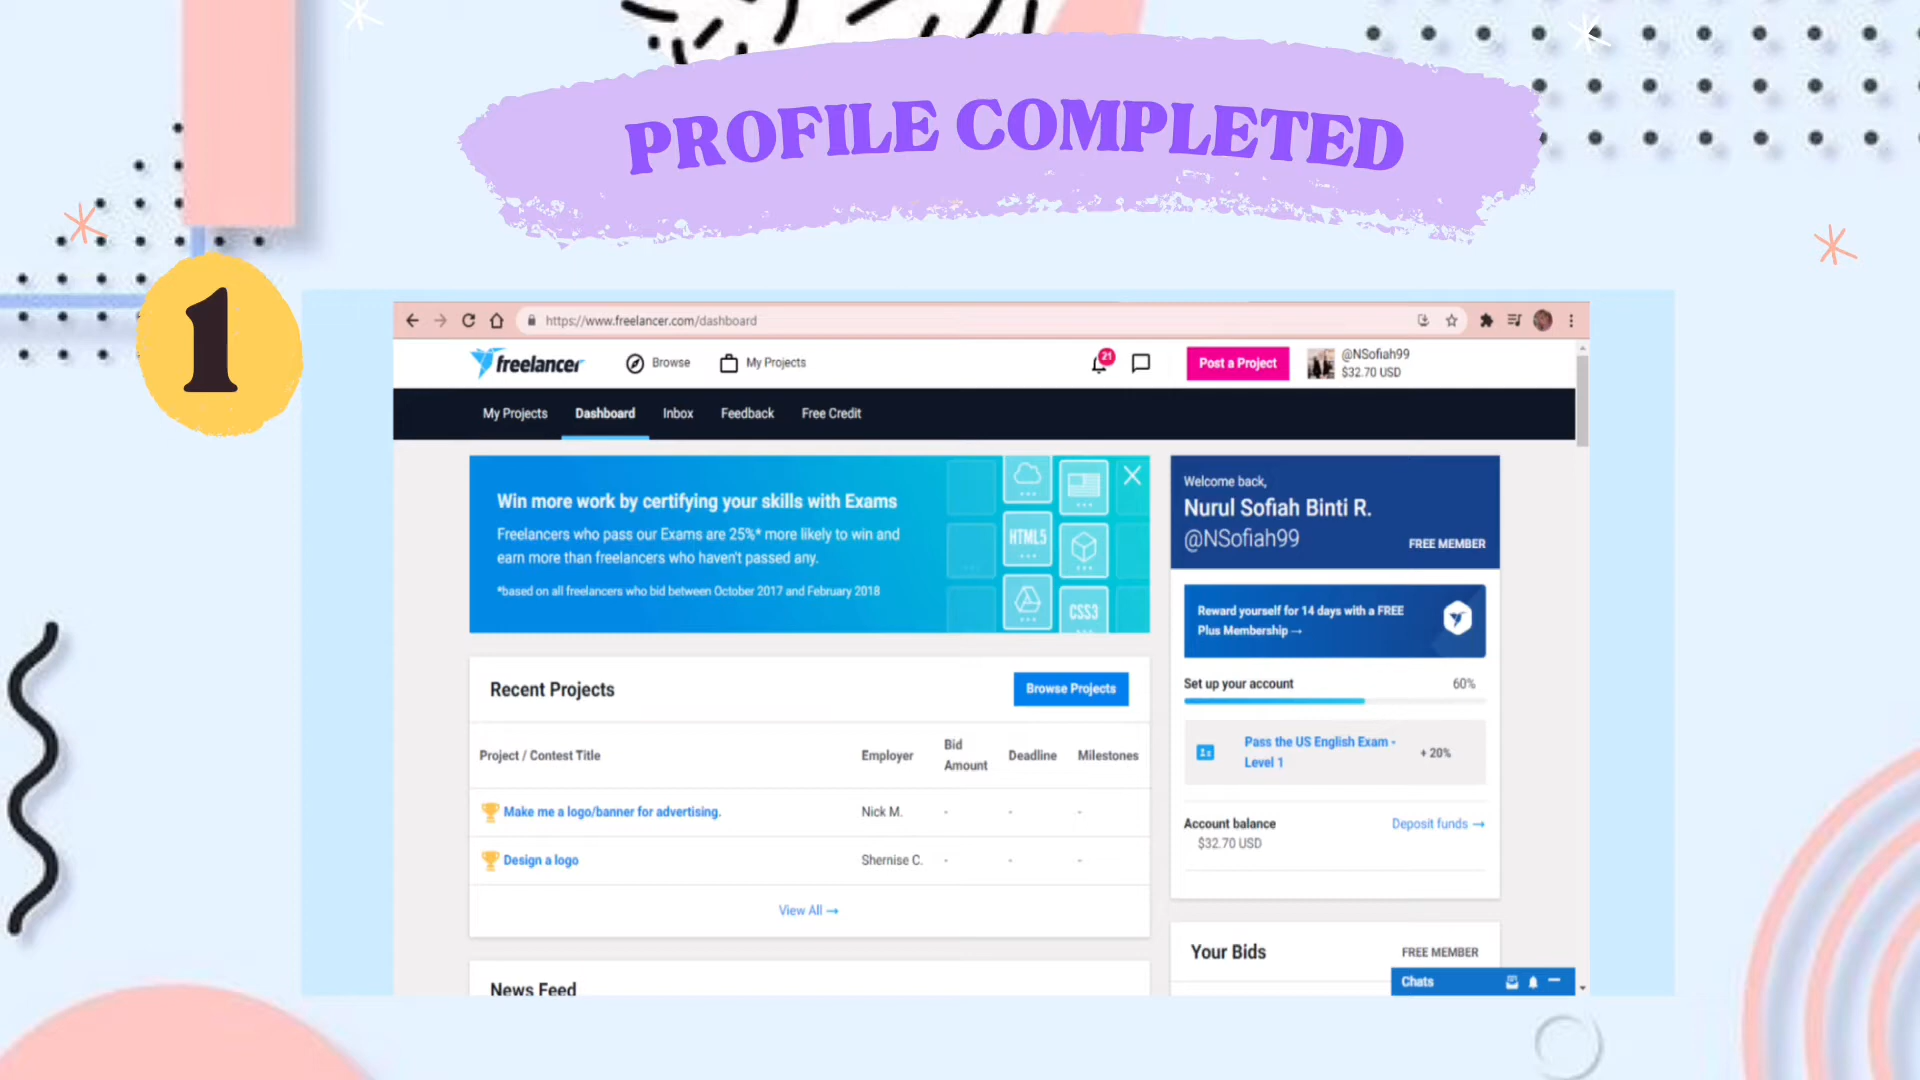 PROFILE COMPLETED
1
https://www.freelancer.com/dashboard
freelancer
Browse
My Projects
21
Post a Project
@NSofiah99
$32.70 USD
My Projects
Dashboard
Inbox
Feedback
Free Credit
Win more work by certifying your skills with Exams
Freelancers who pass our Exams are 25%* more likely to win and
earn more than freelancers who haven't passed any.
*based on all freelancers who bid between October 2017 and February 2018
HTML5
CSS3
Welcome back,
Nurul Sofiah Binti R.
@NSofiah99
FREE MEMBER
Reward yourself for 14 days with a FREE
Plus Membership →
Set up your account
60%
Pass the US English Exam -
Level 1
+ 20%
Account balance
Deposit funds →
$32.70 USD
Recent Projects
Browse Projects
Project / Contest Title
Employer
Bid
Amount
Deadline
Milestones
Make me a logo/banner for advertising.
Nick M.
-
-
-
Design a logo
Shernise C.
-
-
-
View All →
News Feed
Your Bids
FREE MEMBER
Chats